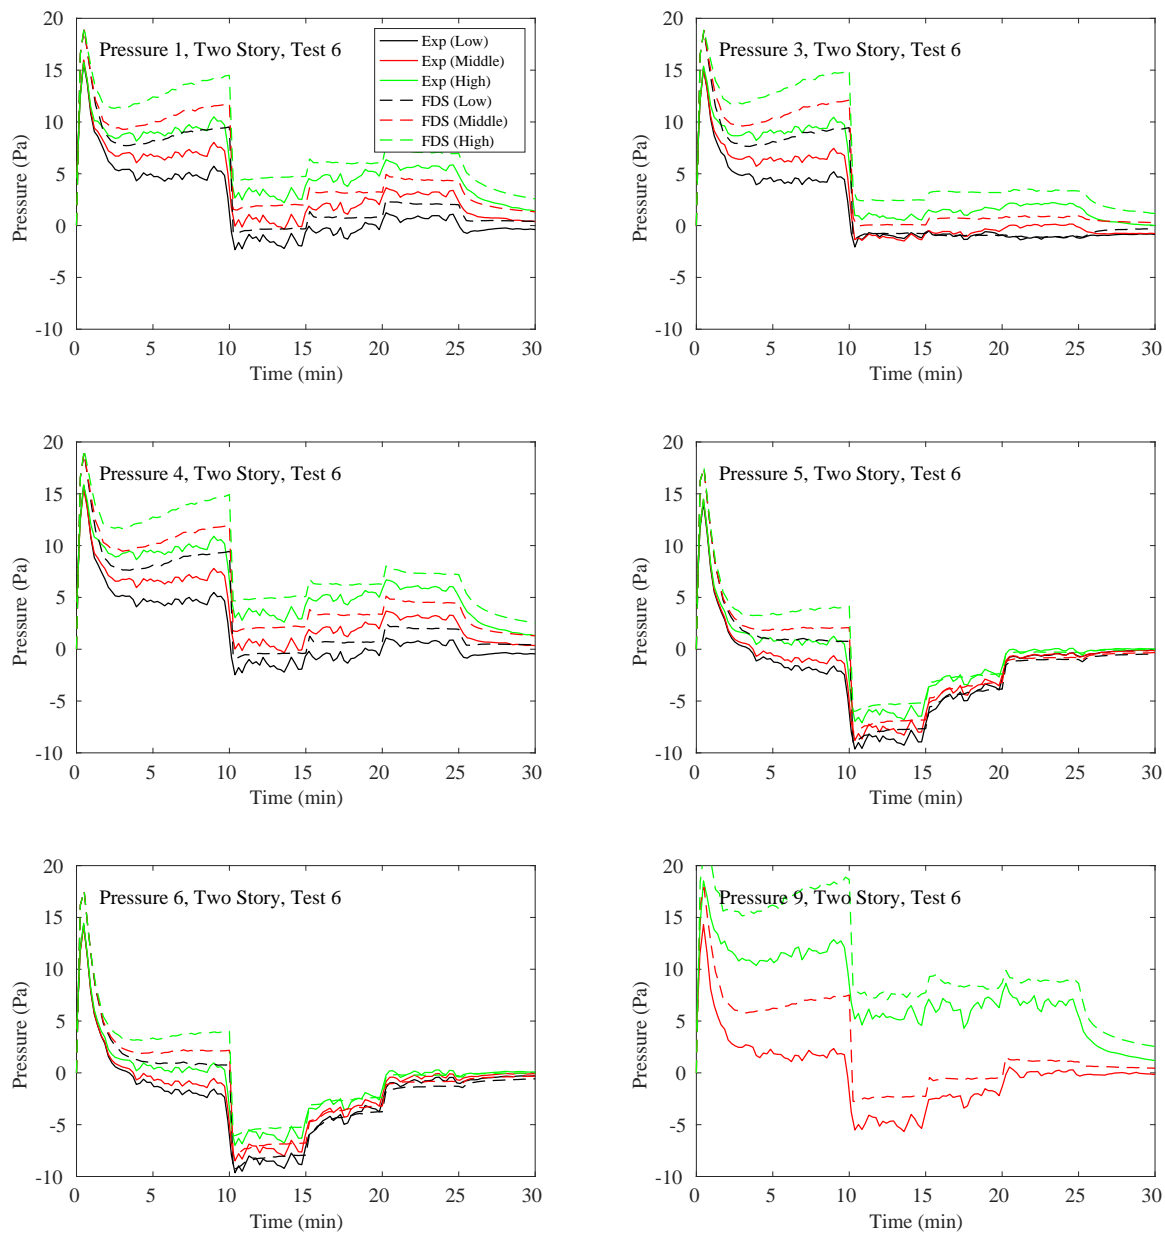 20
15
10
5
0
-5
-10
Pressure (Pa)
Pressure 1, Two Story, Test 6
Exp (Low)
Exp (Middle)
Exp (High)
FDS (Low)
FDS (Middle)
FDS (High)
0 5 10 15 20 25 30
Time (min)
20
15
10
5
0
-5
-10
Pressure (Pa)
Pressure 3, Two Story, Test 6
0 5 10 15 20 25 30
Time (min)
20
15
10
5
0
-5
-10
Pressure (Pa)
Pressure 4, Two Story, Test 6
0 5 10 15 20 25 30
Time (min)
20
15
10
5
0
-5
-10
Pressure (Pa)
Pressure 5, Two Story, Test 6
0 5 10 15 20 25 30
Time (min)
20
15
10
5
0
-5
-10
Pressure (Pa)
Pressure 6, Two Story, Test 6
0 5 10 15 20 25 30
Time (min)
20
15
10
5
0
-5
-10
Pressure (Pa)
Pressure 9, Two Story, Test 6
0 5 10 15 20 25 30
Time (min)